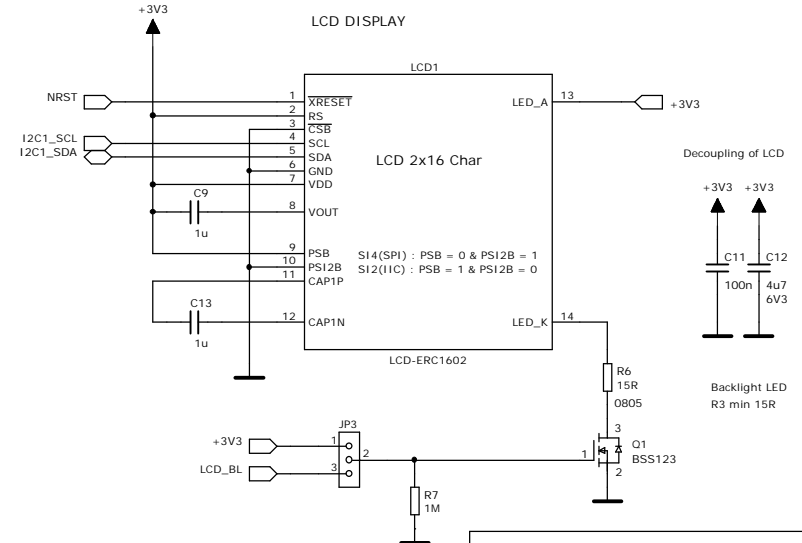 +3V3
LCD DISPLAY
LCD1
NRST
1
XRESET
LED_A
13
+3V3
2
RS
3
CSB
I2C1_SCL
4
SCL
I2C1_SDA
5
SDA
LCD 2x16 Char
6
GND
7
VDD
C9
1u
8
VOUT
9
PSB
SI4(SPI) : PSB = 0 & PSI2B = 1
10
PSI2B
SI2(IIC) : PSB = 1 & PSI2B = 0
11
CAP1P
C13
1u
12
CAP1N
LED_K
14
LCD-ERC1602
Decoupling of LCD
+3V3
+3V3
C11
100n
C12
4u7
6V3
R6
15R
0805
Backlight LED
R3 min 15R
JP3
+3V3
1
2
LCD_BL
3
R7
1M
3
1
Q1
BSS123
2